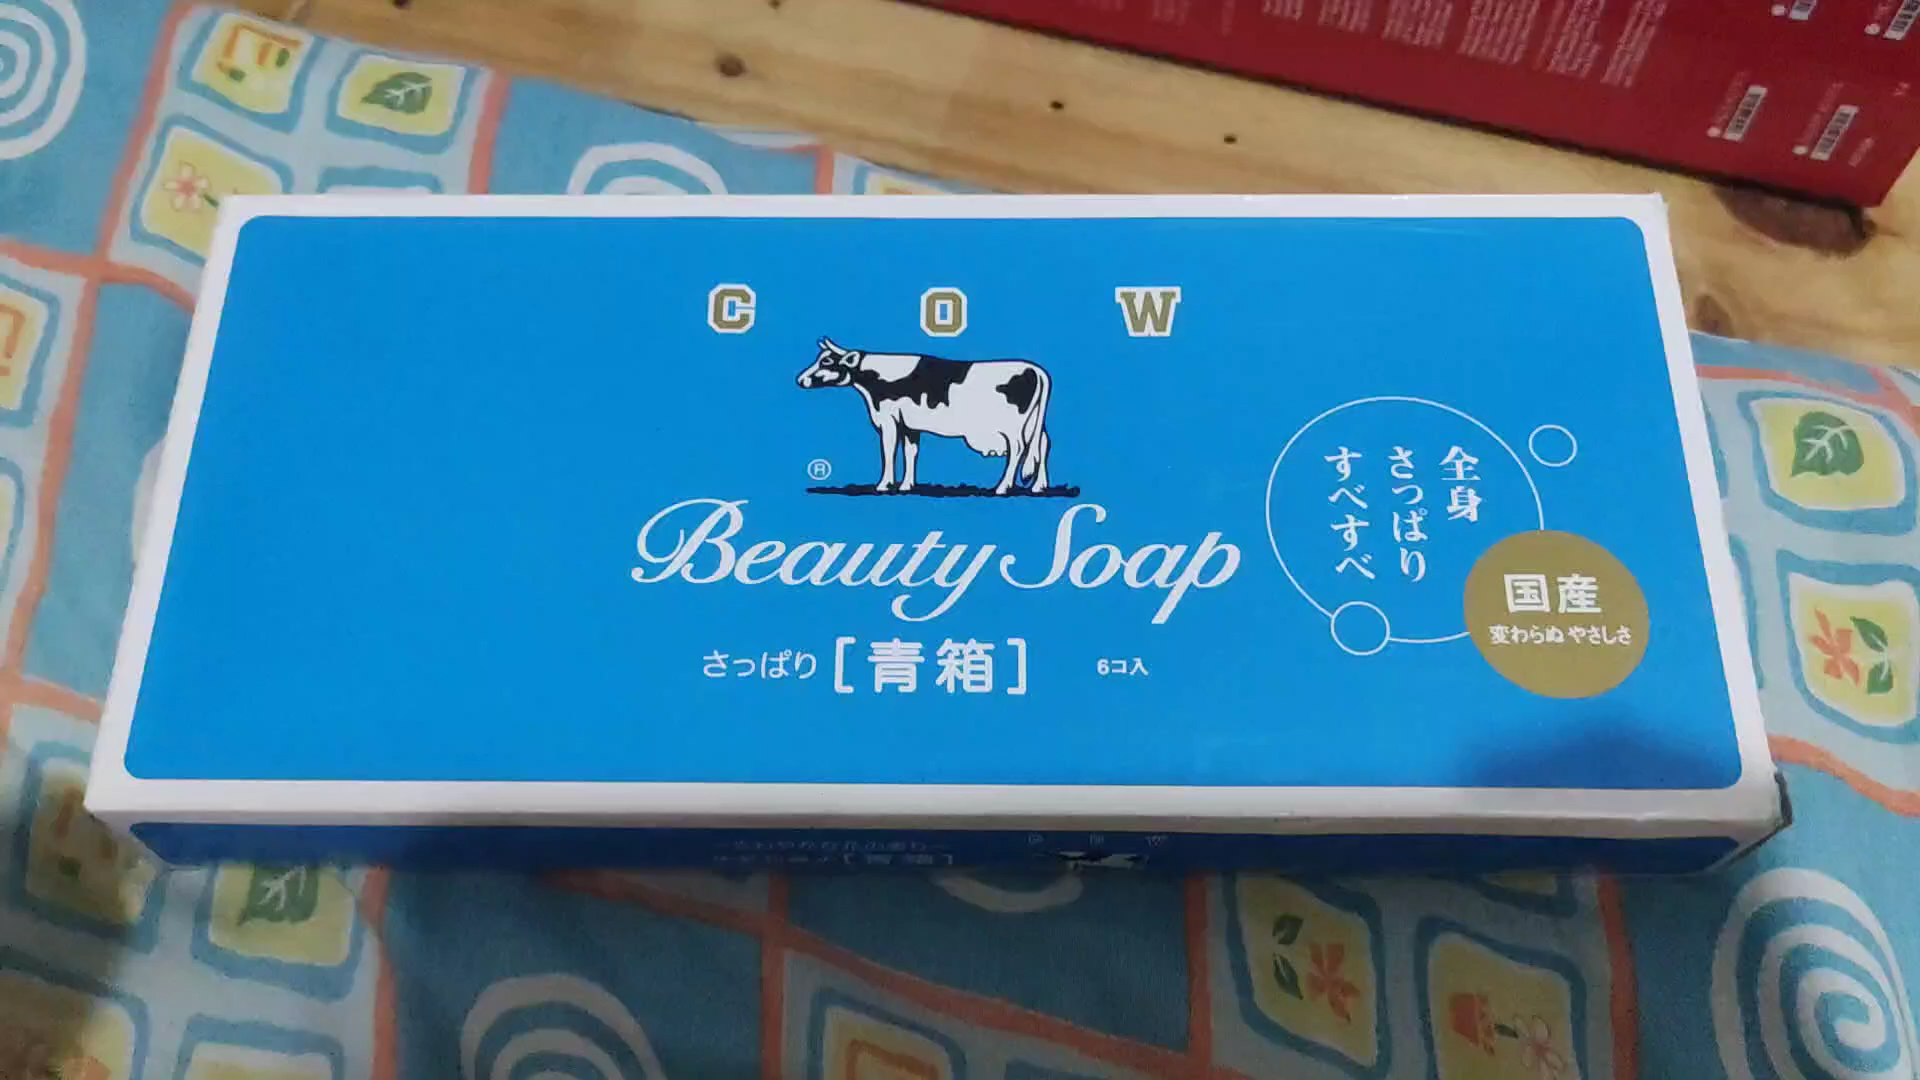 C O W
®
Beauty Soap
さっぱり [青箱] 6コ入
全身
さっぱり
すべすべ
国産
変わらぬ やさしさ